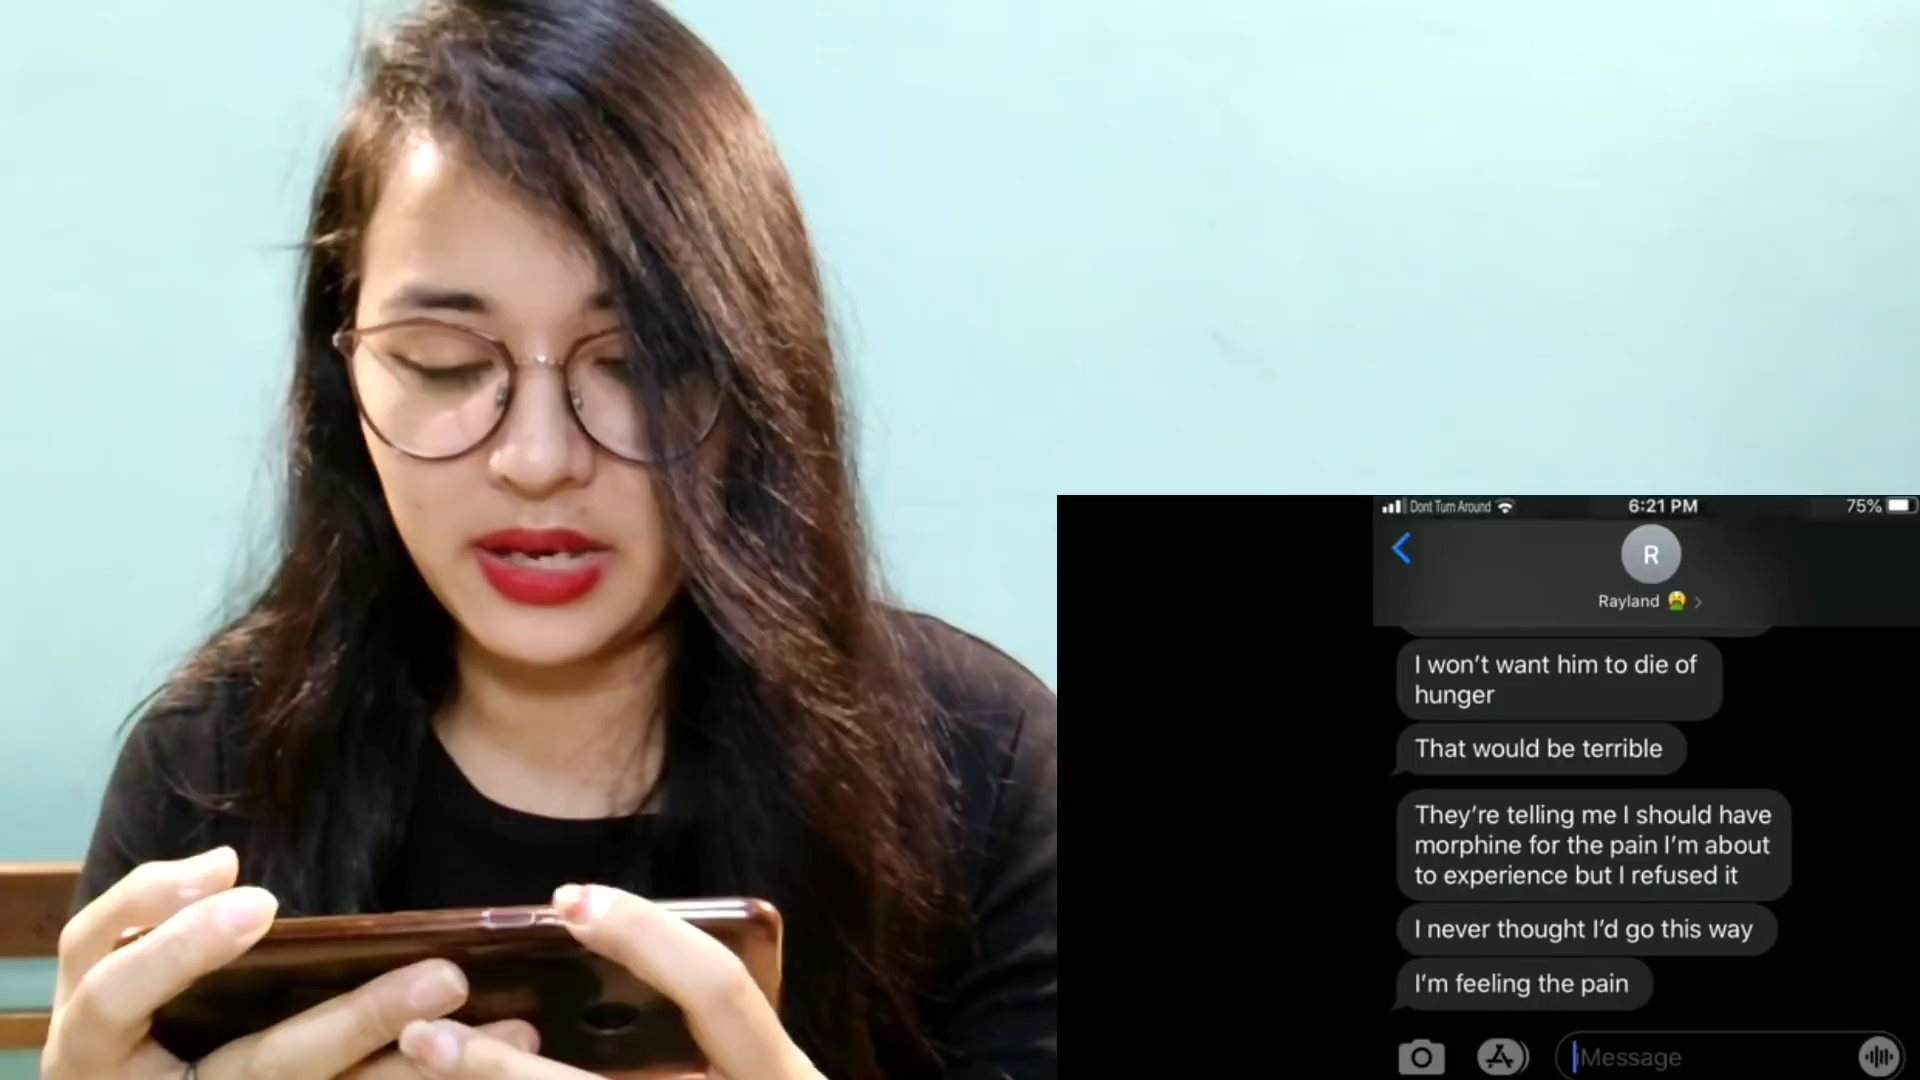 Dont Turn Around 6:21 PM 75%
R
Rayland
I won't want him to die of
hunger
That would be terrible
They're telling me I should have
morphine for the pain I'm about
to experience but I refused it
I never thought I'd go this way
I'm feeling the pain
iMessage